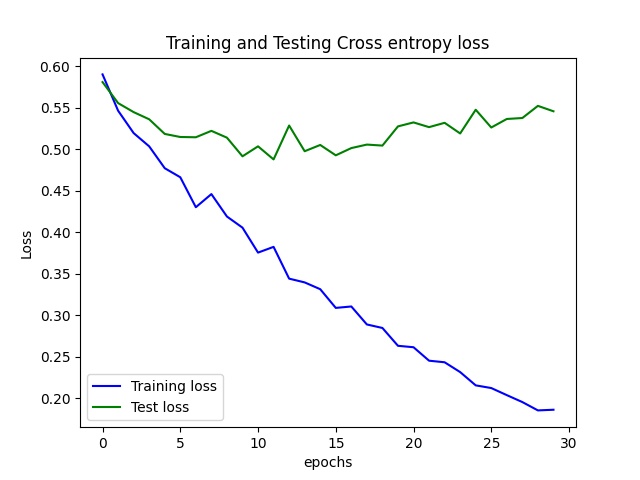 Training and Testing Cross entropy loss
0.60
0.55
0.50
0.45
0.40
0.35
0.30
0.25
0.20
Loss
Training loss
Test loss
0 5 10 15 20 25 30
epochs